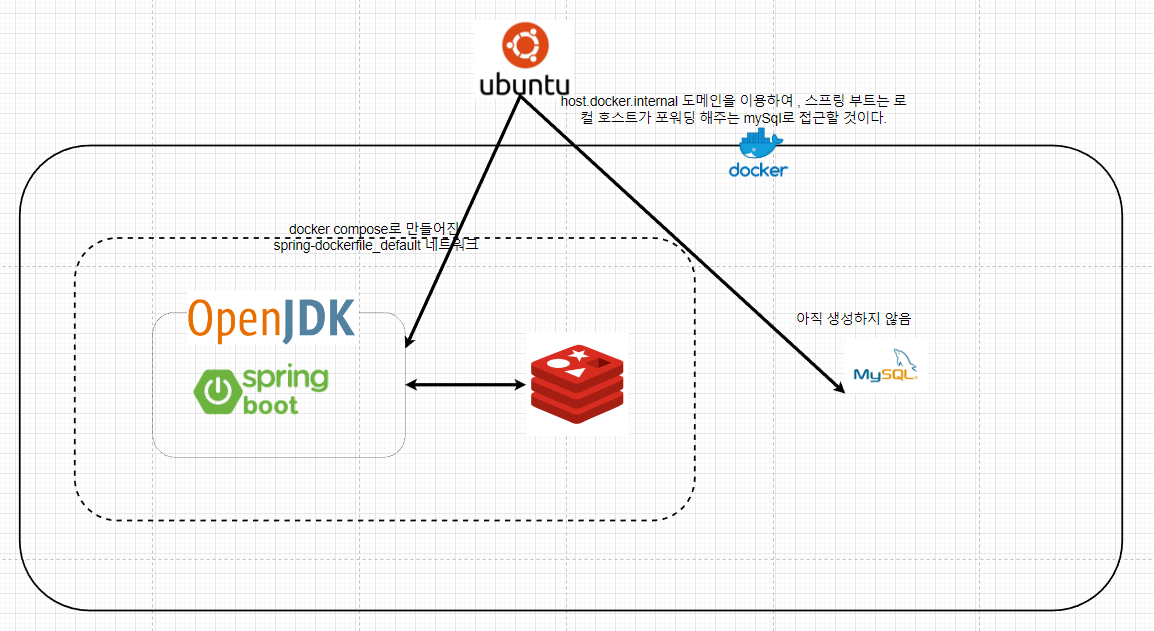 ubuntu
host.docker.internal 도메인을 이용하여 , 스프링 부트는 로
컬 호스트가 포워딩 해주는 mySql로 접근할 것이다.
docker
docker compose로 만들어진
spring-dockerfile_default 네트워크
OpenJDK
spring
boot
아직 생성하지 않음
MySQL